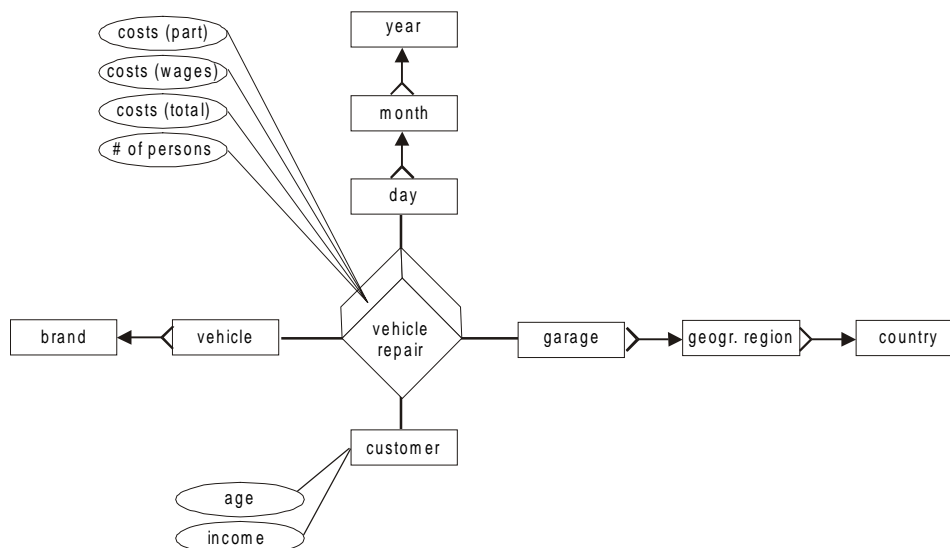 costs (part)
costs (wages)
costs (total)
# of persons
year
month
day
brand
vehicle
vehicle
repair
garage
geogr. region
country
customer
age
income